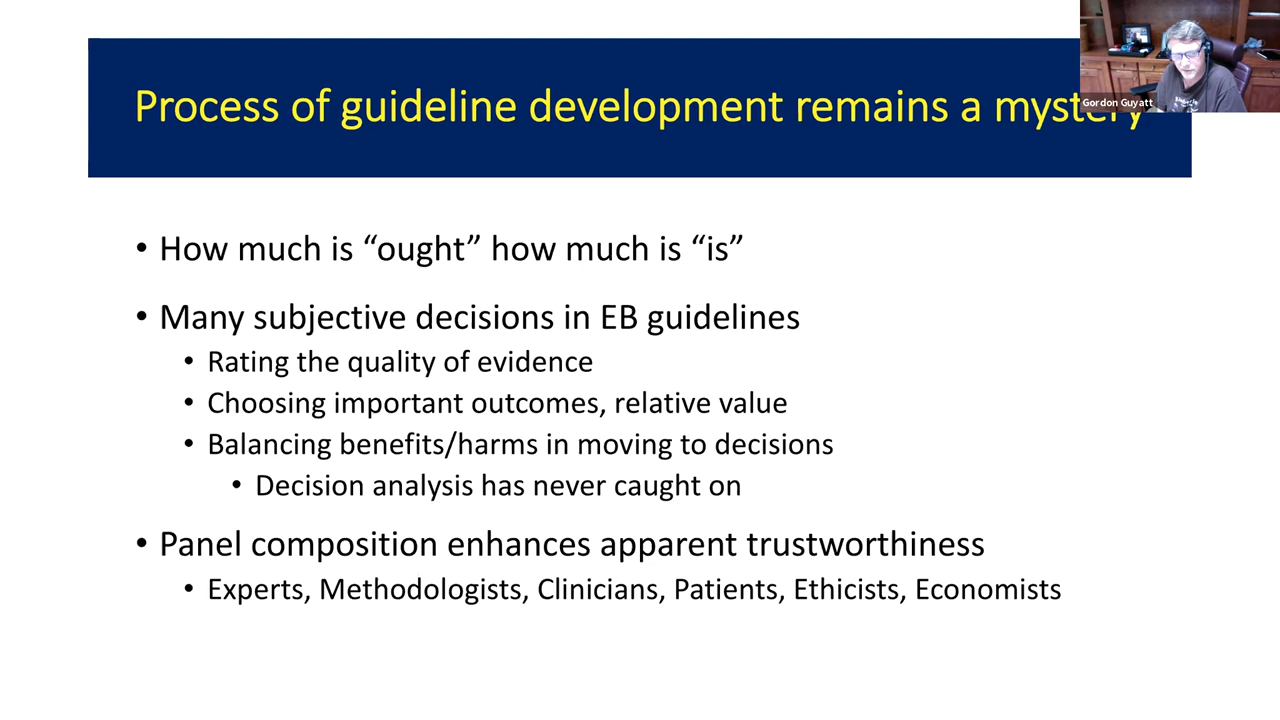 Process of guideline development remains a mystery
Gordon Guyatt
• How much is “ought” how much is “is”
• Many subjective decisions in EB guidelines
• Rating the quality of evidence
• Choosing important outcomes, relative value
• Balancing benefits/harms in moving to decisions
• Decision analysis has never caught on
• Panel composition enhances apparent trustworthiness
• Experts, Methodologists, Clinicians, Patients, Ethicists, Economists